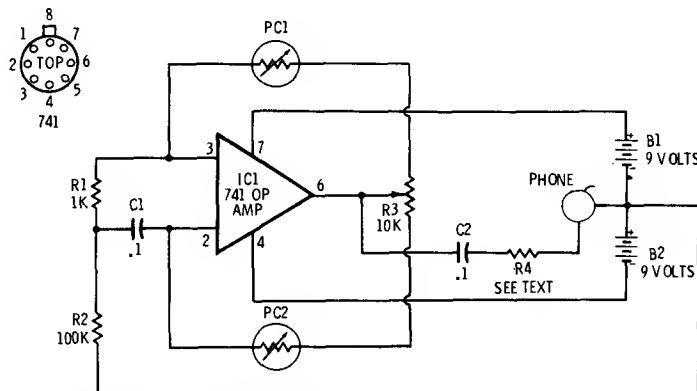 8
1
7
2
TOP
6
3
5
4
741
PC1
3
7
IC1
741 OP
AMP
6
2
4
R1
1K
C1
.1
R2
100K
R3
10K
C2
.1
R4
SEE TEXT
PC2
PHONE
+
B1
9 VOLTS
-
+
B2
9 VOLTS